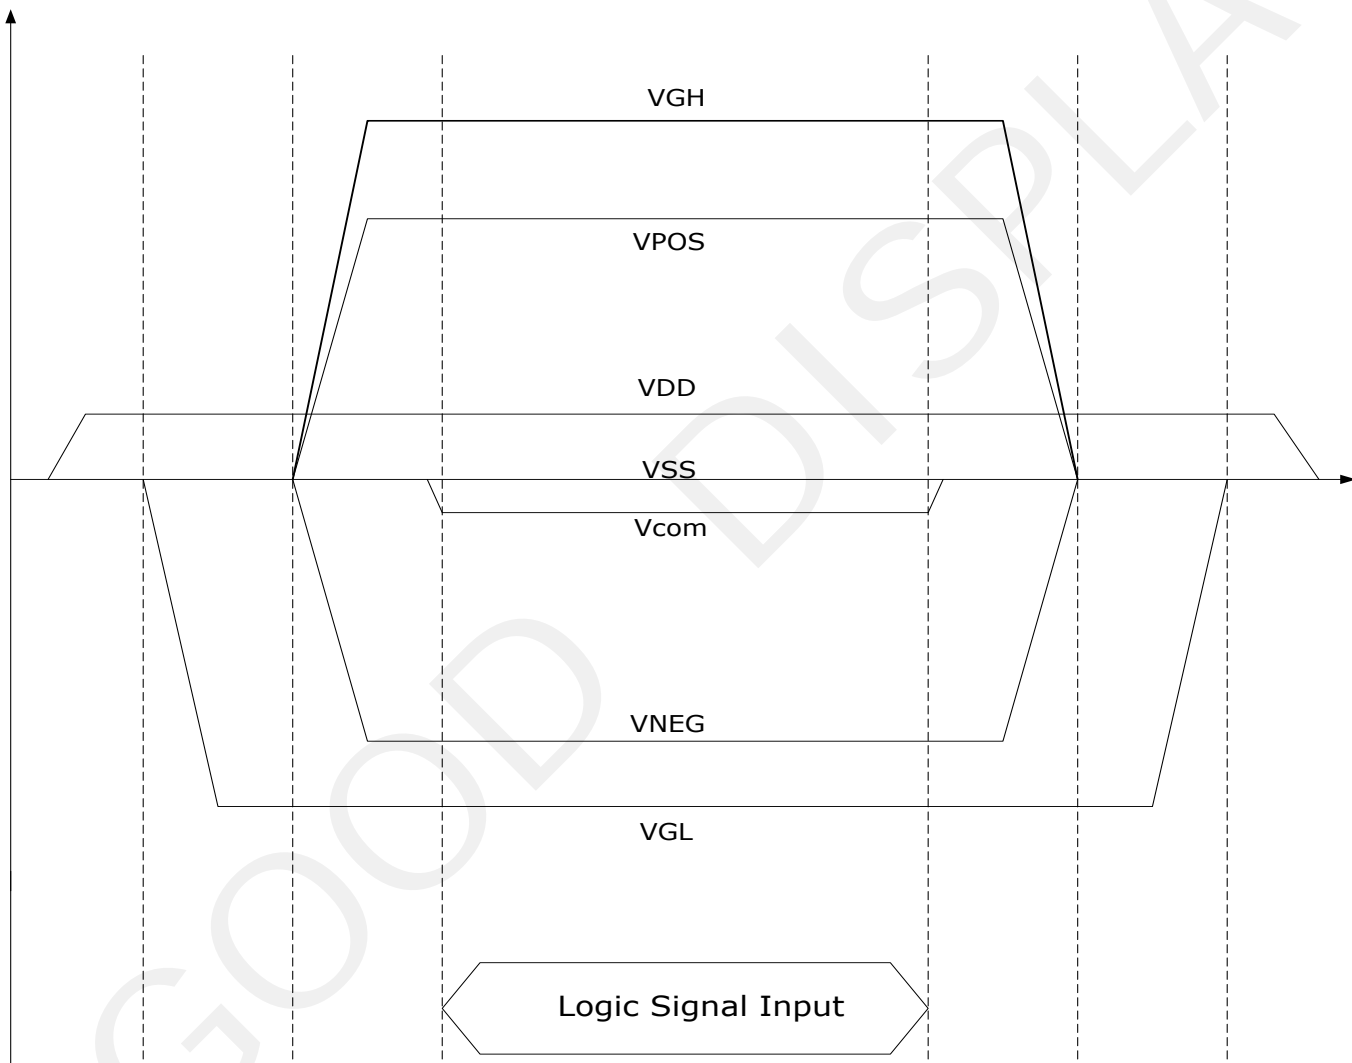 VGH
VPOS
VDD
VSS
Vcom
VNEG
VGL
Logic Signal Input
GOOD DISPLA